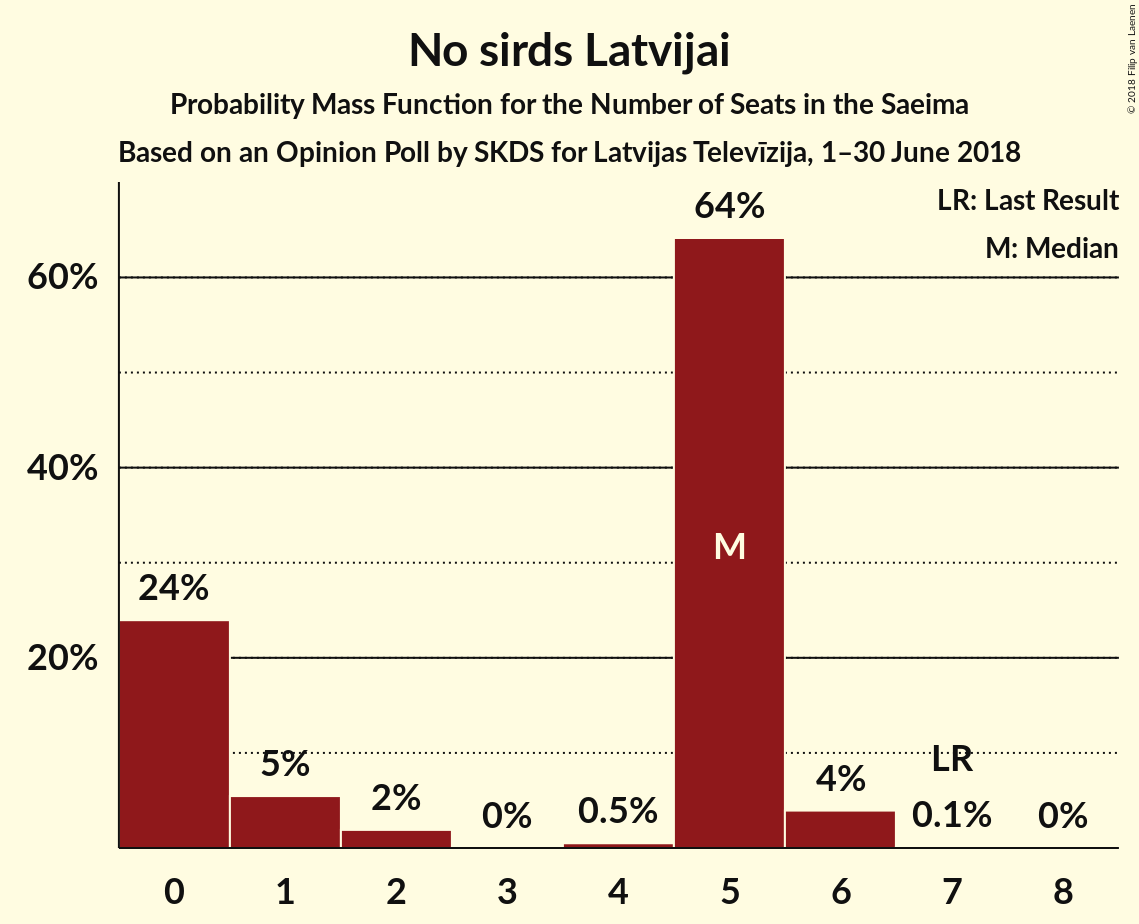 No sirds Latvijai
Probability Mass Function for the Number of Seats in the Saeima
Based on an Opinion Poll by SKDS for Latvijas Televīzija, 1–30 June 2018
© 2018 Filip van Laenen
LR: Last Result
M: Median
60%
40%
20%
24%
5%
2%
0%
0.5%
64%
M
4%
LR
0.1%
0%
0 1 2 3 4 5 6 7 8